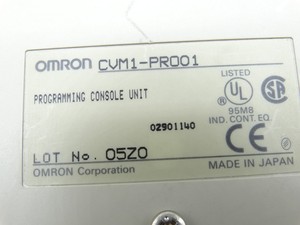 OMRON CVM1-PRO01
LISTED
UL
95M8
IND. CONT. EQ.
PROGRAMMING CONSOLE UNIT
02901140
CE
LOT No. 05Z0
MADE IN JAPAN
OMRON Corporation